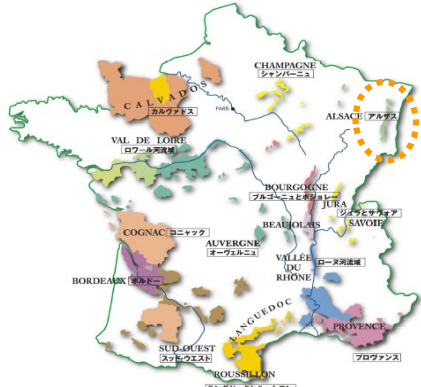 CHAMPAGNE
シャンパーニュ
CALVADOS
カルヴァドス
PARIS
ALSACE アルザス
VAL DE LOIRE
ロワール河流域
BOURGOGNE
ブルゴーニュとボジョレー
JURA
ジュラとサヴォア
SAVOIE
BEAUJOLAIS
COGNAC コニャック
AUVERGNE
オーヴェルニュ
VALLÉE
DU
RHÔNE
ローヌ河流域
BORDEAUX ボルドー
LANGUEDOC
PROVENCE
プロヴァンス
SUD-OUEST
スッド・ウエスト
ROUSSILLON